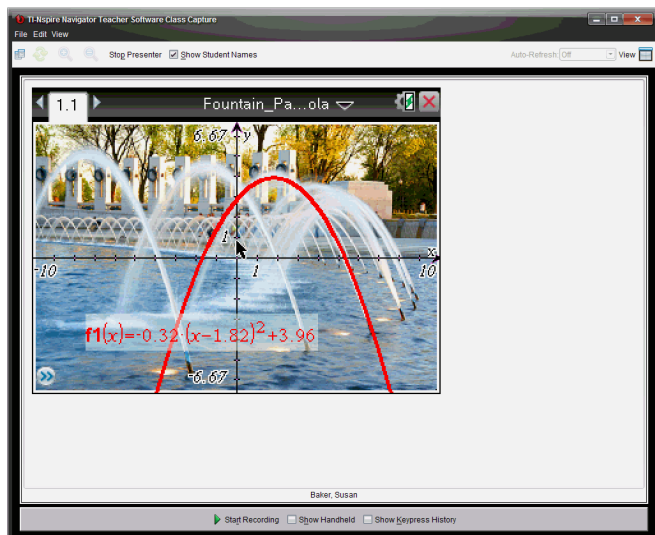 TI-Nspire Navigator Teacher Software Class Capture
File Edit View
Stop Presenter Show Student Names Auto-Refresh: Off View
1.1 Fountain_Pa...ola
6.67 y
1
x
-10 1 10
f1(x)=-0.32·(x-1.82)²+3.96
-6.67
Baker, Susan
Start Recording Show Handheld Show Keypress History